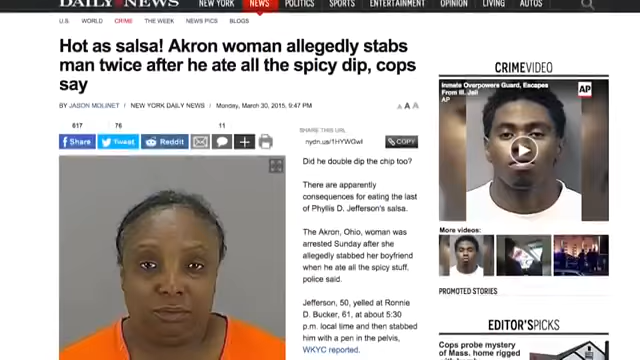 DAILY NEWS
NEW YORK NEWS POLITICS SPORTS ENTERTAINMENT OPINION LIVING AUTOS
U.S. WORLD CRIME THE WEEK NEWS PICS BLOGS
Hot as salsa! Akron woman allegedly stabs
man twice after he ate all the spicy dip, cops
say
BY JASON MOLINET / NEW YORK DAILY NEWS / Monday, March 30, 2015, 9:47 PM
A A A
617 76
Share Tweet Reddit
SHARE THIS URL
nydn.us/1HYWGwI COPY
Did he double dip the chip too?
There are apparently
consequences for eating the last
of Phyllis D. Jefferson's salsa.
The Akron, Ohio, woman was
arrested Sunday after she
allegedly stabbed her boyfriend
when he ate all the spicy stuff,
police said.
Jefferson, 50, yelled at Ronnie
D. Bucker, 61, at about 5:30
p.m. local time and then stabbed
him with a pen in the pelvis,
WKYC reported.
CRIMEVIDEO
Inmate Overpowers Guard, Escapes
From Ill. Jail
AP
AP
More videos:
PROMOTED STORIES
EDITOR'SPICKS
Cops probe mystery
of Mass. home rigged